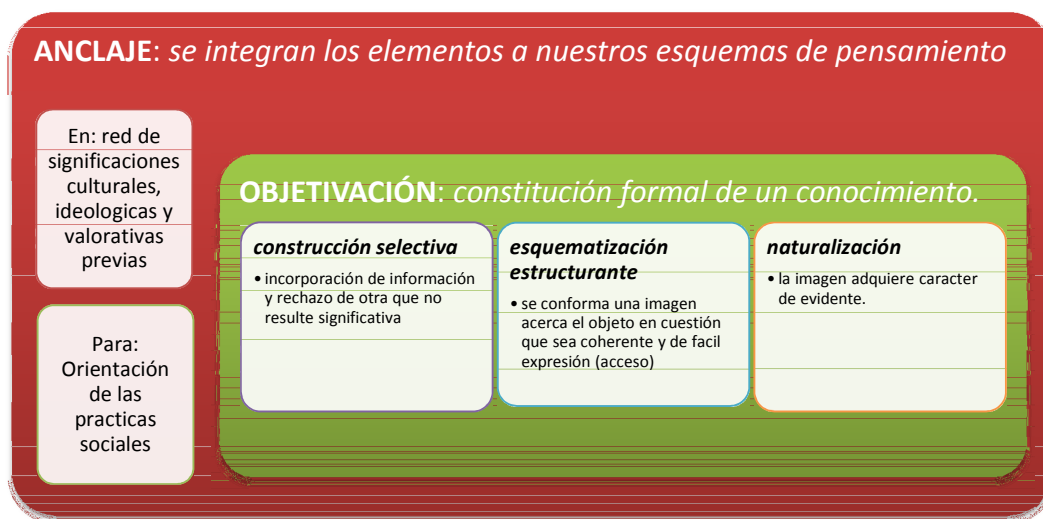 ANCLAJE: se integran los elementos a nuestros esquemas de pensamiento
En: red de
significaciones
culturales,
ideologicas y
valorativas
previas
Para:
Orientación
de las
practicas
sociales
OBJETIVACIÓN: constitución formal de un conocimiento.
construcción selectiva
• incorporación de información
y rechazo de otra que no
resulte significativa
esquematización
estructurante
• se conforma una imagen
acerca el objeto en cuestión
que sea coherente y de facil
expresión (acceso)
naturalización
• la imagen adquiere caracter
de evidente.